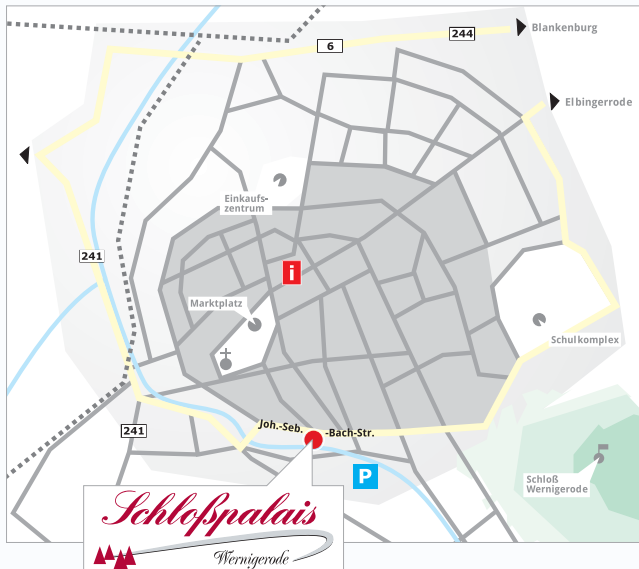 244
Blankenburg
6
Elbingerrode
Einkaufs-
zentrum
241
i
Marktplatz
Schulkomplex
Joh.-Seb. -Bach-Str.
241
P
Schloß
Wernigerode
Schloßpalais
Wernigerode